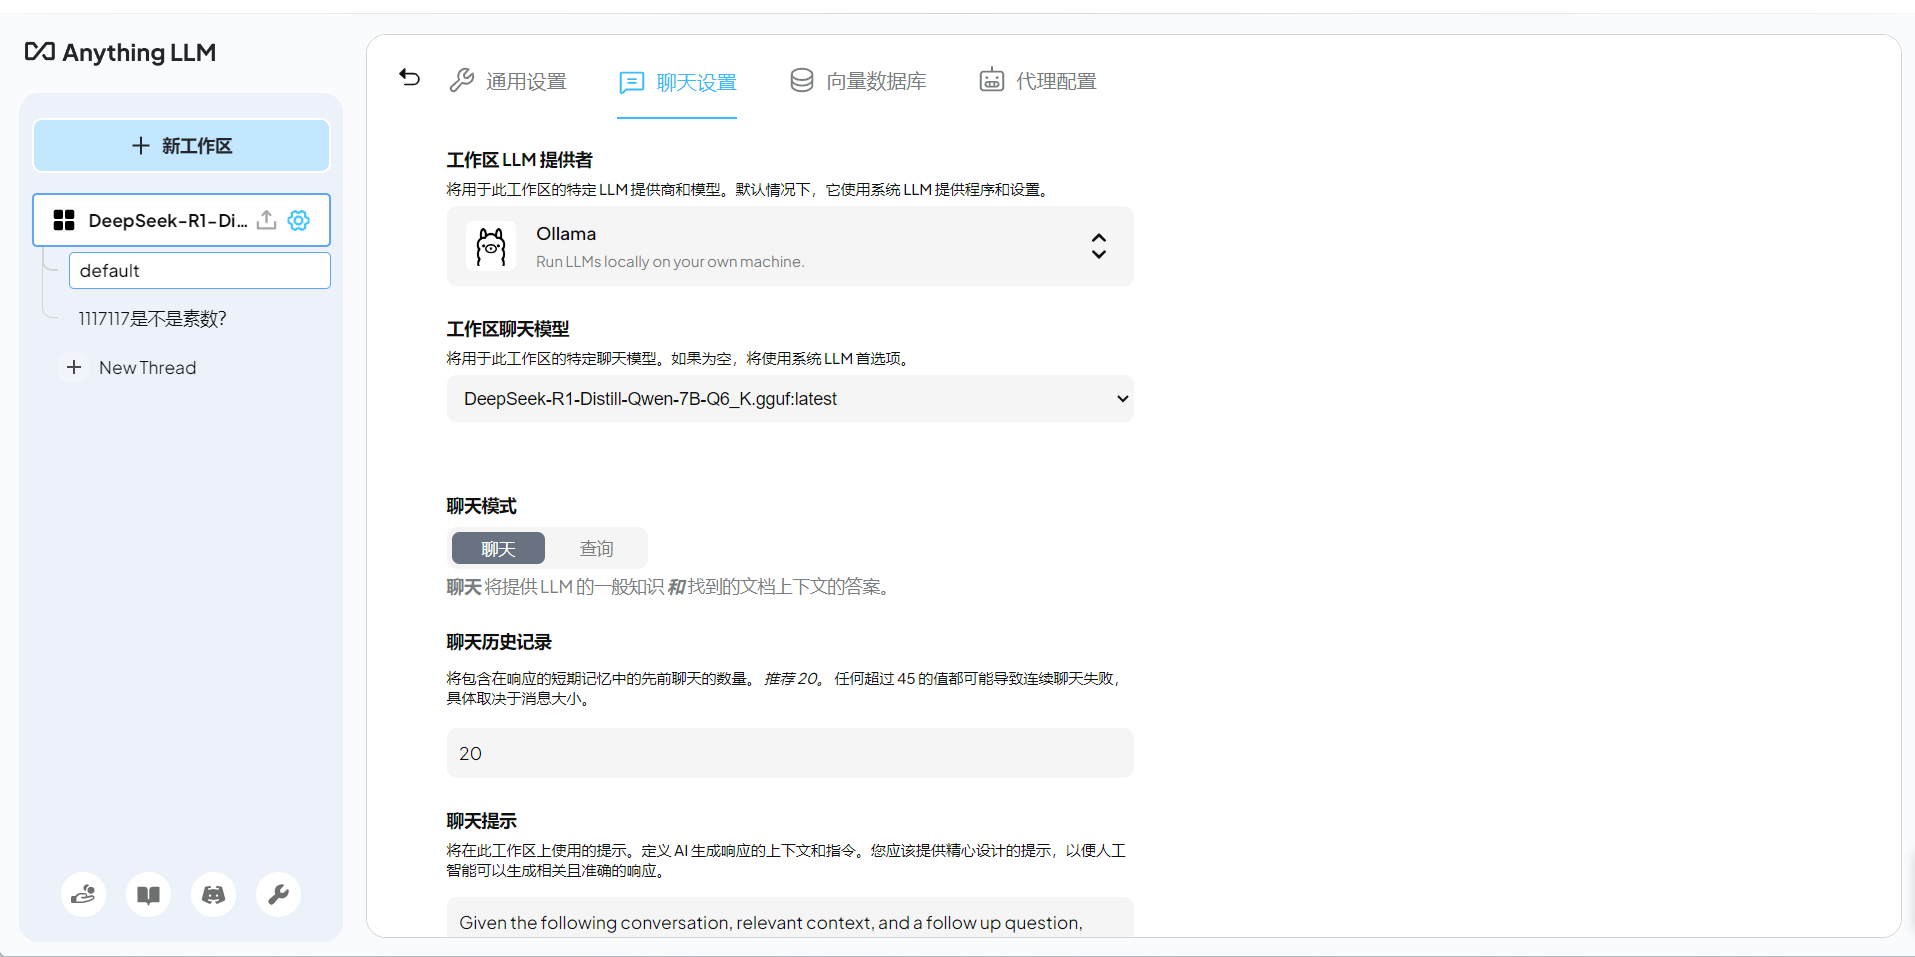 Anything LLM
新工作区
DeepSeek-R1-Di...
default
1117117是不是素数?
New Thread
通用设置
聊天设置
向量数据库
代理配置
工作区 LLM 提供者
将用于此工作区的特定 LLM 提供商和模型。默认情况下，它使用系统 LLM 提供程序和设置。
Ollama
Run LLMs locally on your own machine.
工作区聊天模型
将用于此工作区的特定聊天模型。如果为空，将使用系统 LLM 首选项。
DeepSeek-R1-Distill-Qwen-7B-Q6_K.gguf:latest
聊天模式
聊天
查询
聊天 将提供 LLM 的一般知识 和 找到的文档上下文的答案。
聊天历史记录
将包含在响应的短期记忆中的先前聊天的数量。 推荐 20。 任何超过 45 的值都可能导致连续聊天失败，
具体取决于消息大小。
20
聊天提示
将在此工作区上使用的提示。定义 AI 生成响应的上下文和指令。您应该提供精心设计的提示，以便人工
智能可以生成相关且准确的响应。
Given the following conversation, relevant context, and a follow up question,